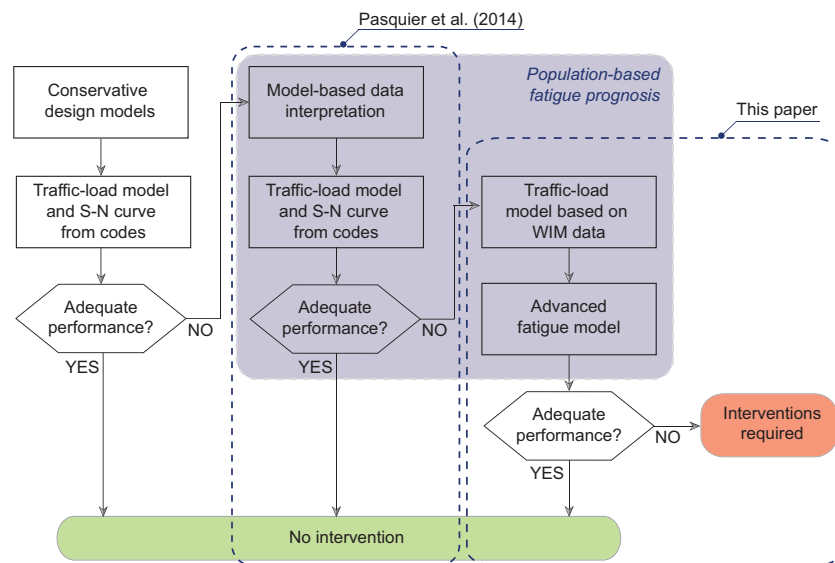 Pasquier et al. (2014)
Population-based
fatigue prognosis
This paper
Conservative
design models
Traffic-load model
and S-N curve
from codes
Adequate
performance?
NO
YES
Model-based data
interpretation
Traffic-load model
and S-N curve
from codes
Adequate
performance?
NO
YES
Traffic-load
model based on
WIM data
Advanced
fatigue model
Adequate
performance?
NO
YES
Interventions
required
No intervention